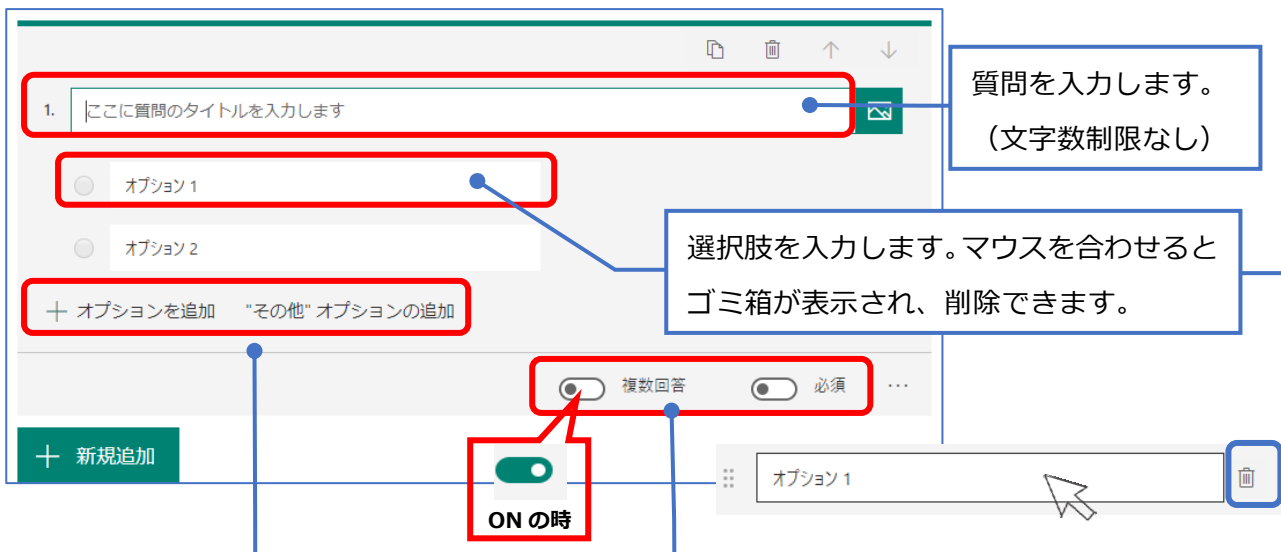 1.
ここに質問のタイトルを入力します
質問を入力します。
(文字数制限なし)
オプション 1
選択肢を入力します。マウスを合わせると
ゴミ箱が表示され、削除できます。
オプション 2
オプションを追加 "その他" オプションの追加
複数回答 必須 ...
新規追加
ON の時
オプション 1